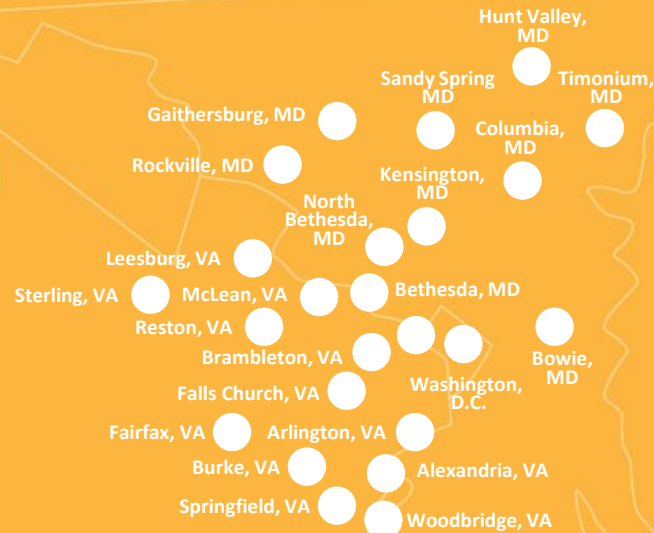 Hunt Valley,
MD
Sandy Spring
MD
Timonium,
MD
Gaithersburg, MD
Columbia,
MD
Rockville, MD
Kensington,
MD
North
Bethesda,
MD
Leesburg, VA
Sterling, VA
McLean, VA
Bethesda, MD
Reston, VA
Brambleton, VA
Bowie,
MD
Washington,
D.C.
Falls Church, VA
Fairfax, VA
Arlington, VA
Burke, VA
Alexandria, VA
Springfield, VA
Woodbridge, VA